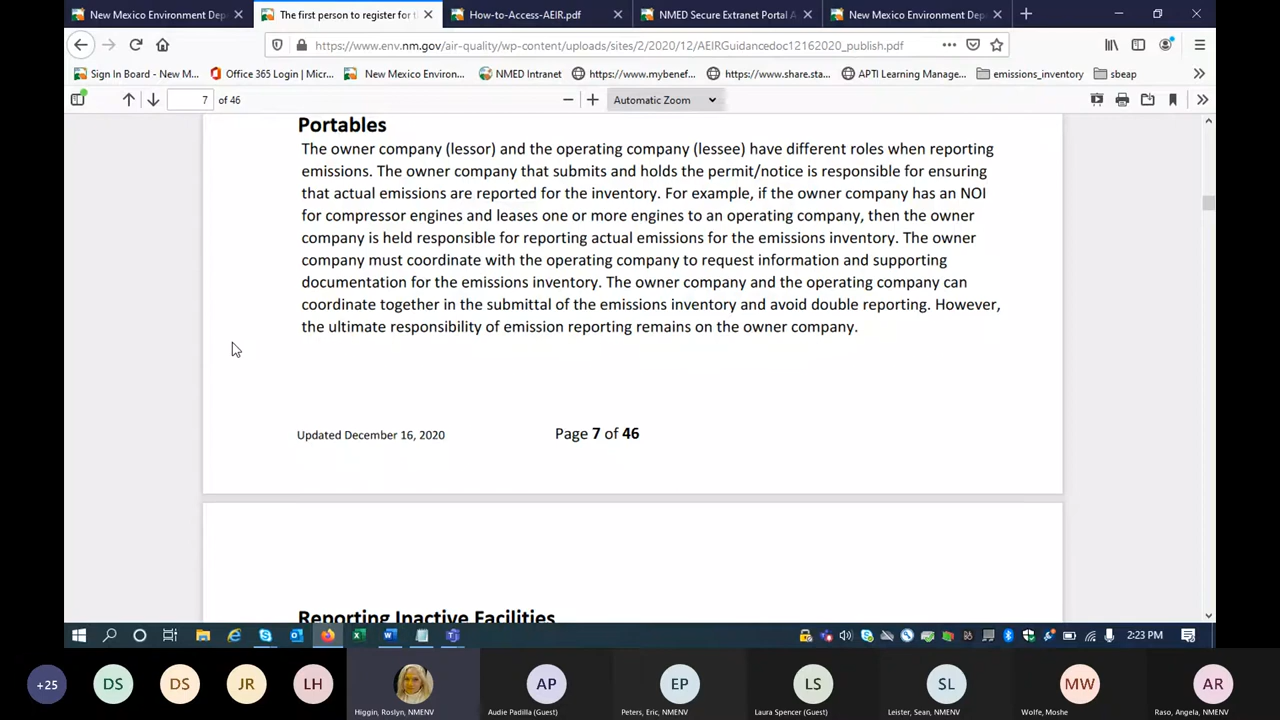 New Mexico Environment Dep
The first person to register for t
How-to-Access-AEIR.pdf
NMED Secure Extranet Portal A
New Mexico Environment Dep
https://www.env.nm.gov/air-quality/wp-content/uploads/sites/2/2020/12/AEIRGuidancedoc12162020_publish.pdf
Sign In Board - New M...
Office 365 Login | Micr...
New Mexico Environ...
NMED Intranet
https://www.mybenef...
https://www.share.sta...
APTI Learning Manage...
emissions_inventory
sbeap
7 of 46
Automatic Zoom
Portables
The owner company (lessor) and the operating company (lessee) have different roles when reporting
emissions. The owner company that submits and holds the permit/notice is responsible for ensuring
that actual emissions are reported for the inventory. For example, if the owner company has an NOI
for compressor engines and leases one or more engines to an operating company, then the owner
company is held responsible for reporting actual emissions for the emissions inventory. The owner
company must coordinate with the operating company to request information and supporting
documentation for the emissions inventory. The owner company and the operating company can
coordinate together in the submittal of the emissions inventory and avoid double reporting. However,
the ultimate responsibility of emission reporting remains on the owner company.
Updated December 16, 2020
Page 7 of 46
Reporting Inactive Facilities
2:23 PM
+25
DS
DS
JR
LH
AP
EP
LS
SL
MW
AR
Higgin, Roslyn, NMENV
Audie Padilla (Guest)
Peters, Eric, NMENV
Laura Spencer (Guest)
Leister, Sean, NMENV
Wolfe, Moshe
Raso, Angela, NMENV